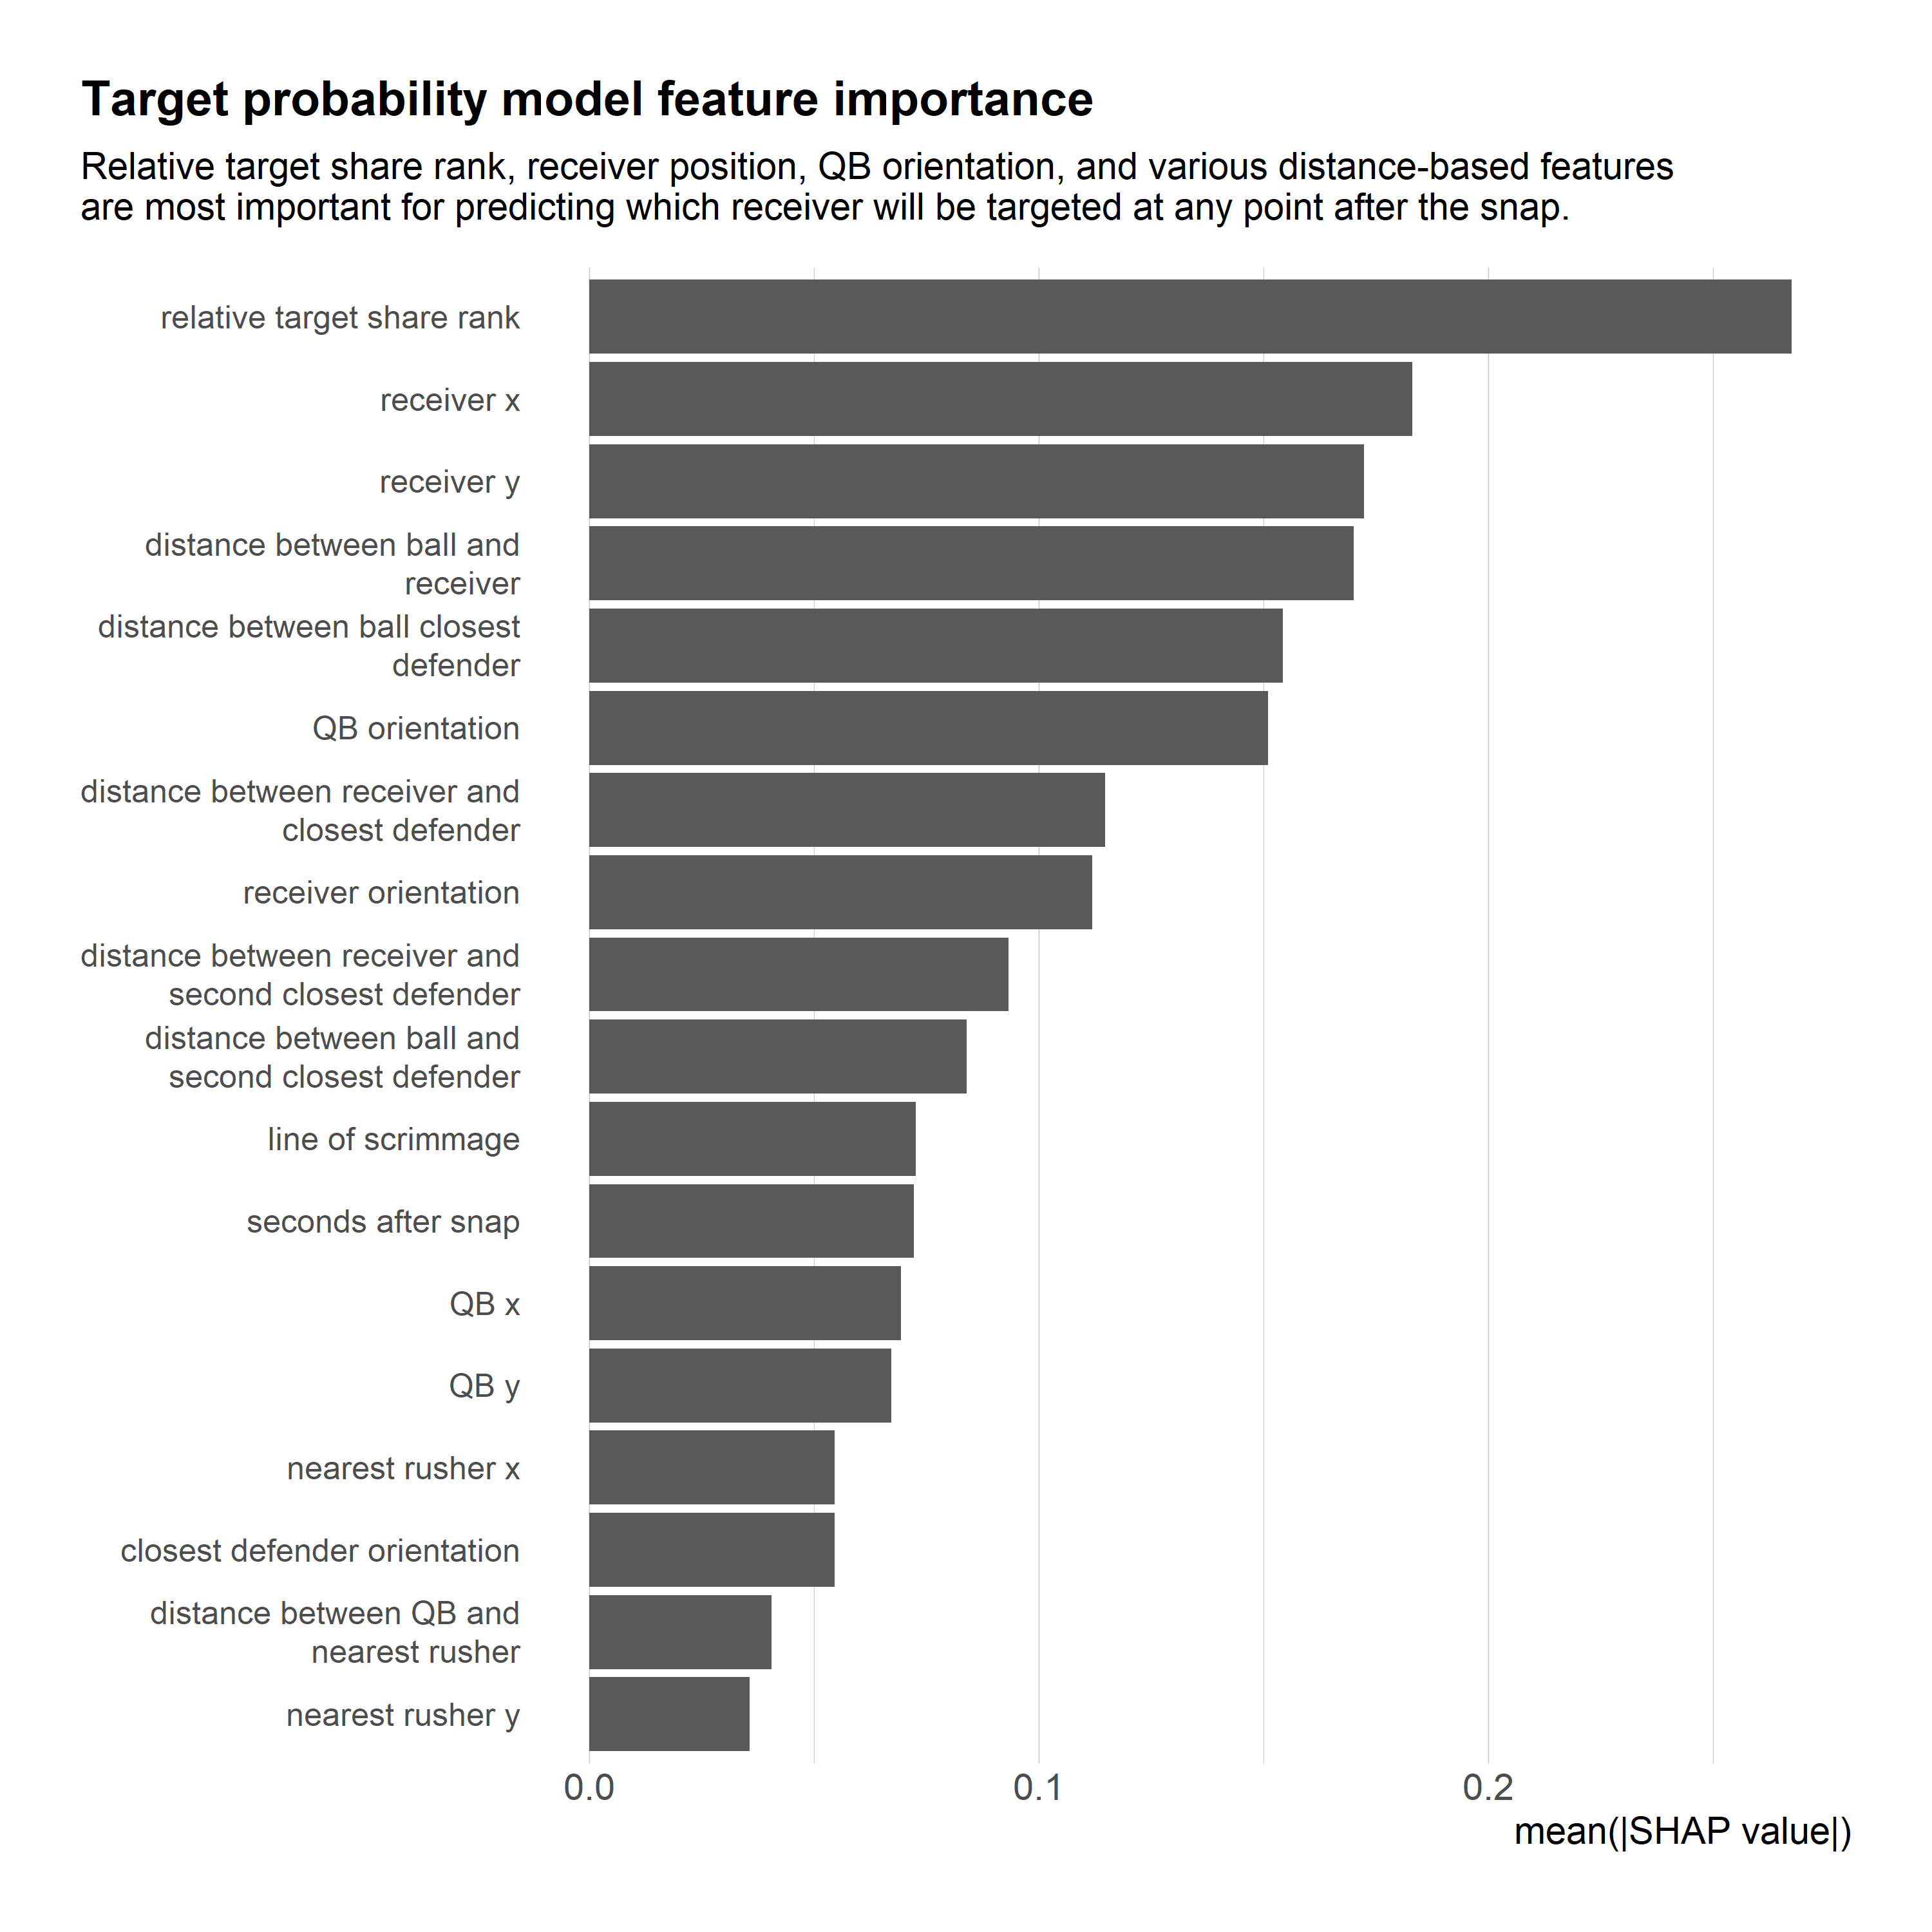 Target probability model feature importance
Relative target share rank, receiver position, QB orientation, and various distance-based features
are most important for predicting which receiver will be targeted at any point after the snap.
relative target share rank
receiver x
receiver y
distance between ball and
receiver
distance between ball closest
defender
QB orientation
distance between receiver and
closest defender
receiver orientation
distance between receiver and
second closest defender
distance between ball and
second closest defender
line of scrimmage
seconds after snap
QB x
QB y
nearest rusher x
closest defender orientation
distance between QB and
nearest rusher
nearest rusher y
0.0 0.1 0.2
mean(|SHAP value|)